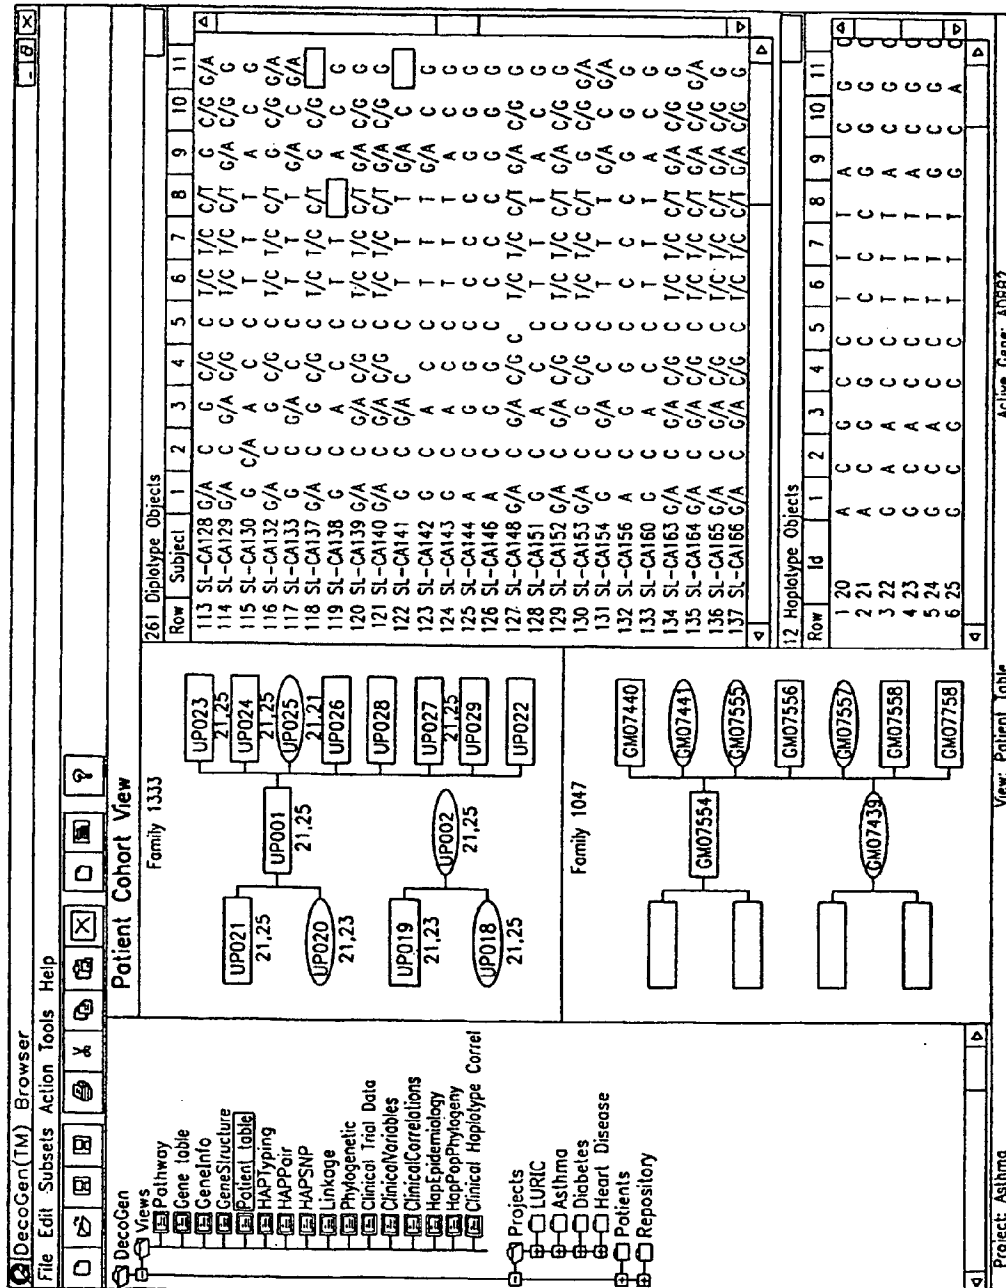 DecoGen(TM) Browser
File Edit Subsets Action Tools Help
DecoGen
Views
Pathway
Gene table
GeneInfo
GeneStructure
Patient table
HAPTyping
HAPPair
HAPSNP
Linkage
Phylogenetic
Clinical Trial Data
ClinicalVariables
ClinicalCorrelations
HapEpidemiology
HapPopPhylogeny
Clinical Haplotype Correl
Projects
LURIC
Asthma
Diabetes
Heart Disease
Patients
Repository
Patient Cohort View
Family 1333
UP021
21,25
UP020
21,23
UP019
21,23
UP018
21,25
UP001
21,25
UP002
21,25
UP023
21,25
UP024
21,25
UP025
21,21
UP026
UP028
UP027
21,25
UP029
UP022
Family 1047
GM07554
GM07439
GM07440
GM07441
GM07555
GM07556
GM07557
GM07558
GM07758
261 Diplotype Objects
Row Subject 1 2 3 4 5 6 7 8 9 10 11
113 SL-CA128 G/A C G C/G C T/C T/C C/T G C/G G/A
114 SL-CA129 G/A C G/A C/G C T/C T/C C/T G/A C/G G
115 SL-CA130 G C/A A C C T T T A C G
116 SL-CA132 G/A C G C/G C T/C T/C C/T G C/G G/A
117 SL-CA133 G C G/A C C T T T G/A C G/A
118 SL-CA137 G/A C G C/G C T/C T/C C/T G C/G
119 SL-CA138 G C A C C T T A C G
120 SL-CA139 G/A C G/A C/G C T/C T/C C/T G/A C/G G
121 SL-CA140 G/A C G/A C/G C T/C T/C C/T G/A C/G G
122 SL-CA141 G C G/A C C T T T G/A C
123 SL-CA142 G C A C C T T T G/A C G
124 SL-CA143 G C A C C T T T A C G
125 SL-CA144 A C G G C C C C G G G
126 SL-CA146 A C G G C C C C G G G
127 SL-CA148 G/A C G/A C/G C T/C T/C C/T G/A C/G G
128 SL-CA151 G C A C C T T T A C G
129 SL-CA152 G/A C G/A C/G C T/C T/C C/T G/A C/G G
130 SL-CA153 G/A C G C/G C T/C T/C C/T G C/G G/A
131 SL-CA154 G C G/A C C T T T G/A C G/A
132 SL-CA156 A C G G C C C C G G G
133 SL-CA160 G C A C C T T T A C G
134 SL-CA163 G/A C G/A C/G C T/C T/C C/T G/A C/G G
135 SL-CA164 G/A C G/A C/G C T/C T/C C/T G/A C/G G/A
136 SL-CA165 G/A C G/A C/G C T/C T/C C/T G/A C/G G
137 SL-CA166 G/A C G/A C/G C T/C T/C C/T G/A C/G G
12 Haplotype Objects
Row Id 1 2 3 4 5 6 7 8 9 10 11
1 20 A C G C C T T T A C G
2 21 A C G G C C C T G G G
3 22 G A A C C T T T A C G
4 23 G C A C C T T T A C G
5 24 G C A C C T T T G C G
6 25 G C G C C T T T G C A
Project: Asthma View: Patient Table Active Gene: ADRB2